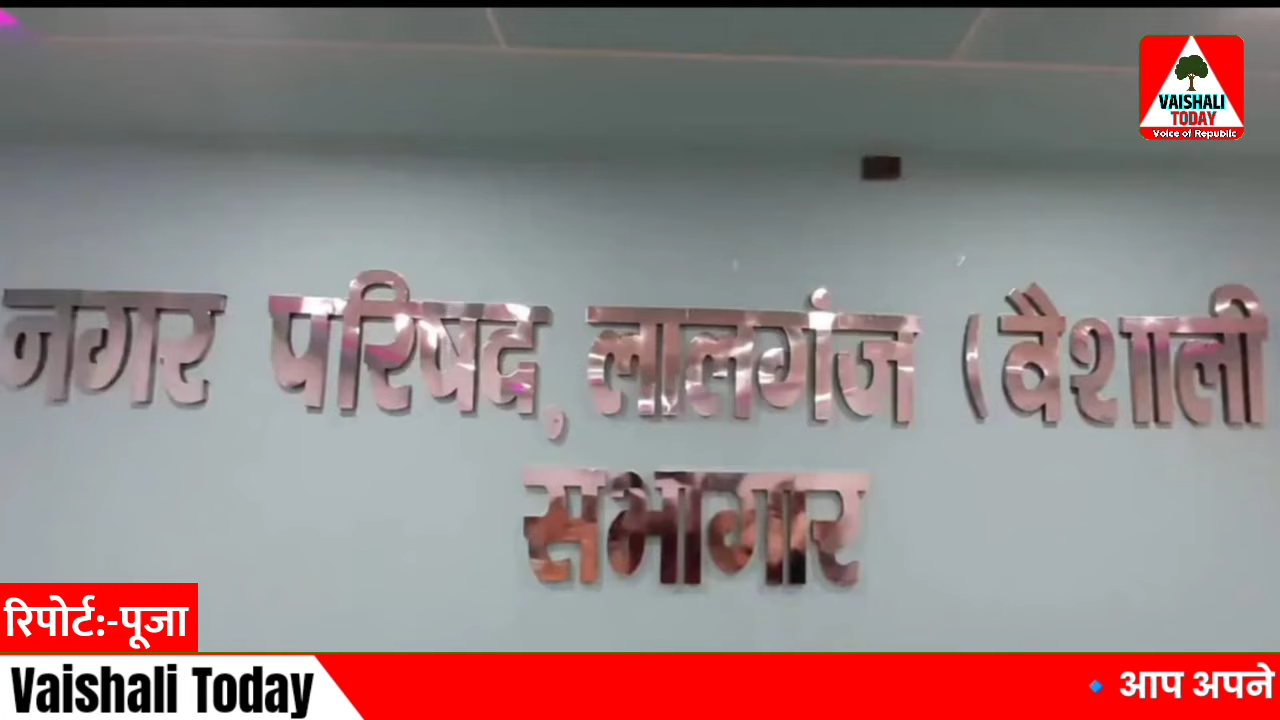 VAISHALI
TODAY
Voice of Republic
नगर परिषद, लालगंज (वैशाली
सभागार
रिपोर्ट:-पूजा
Vaishali Today
आप अपने